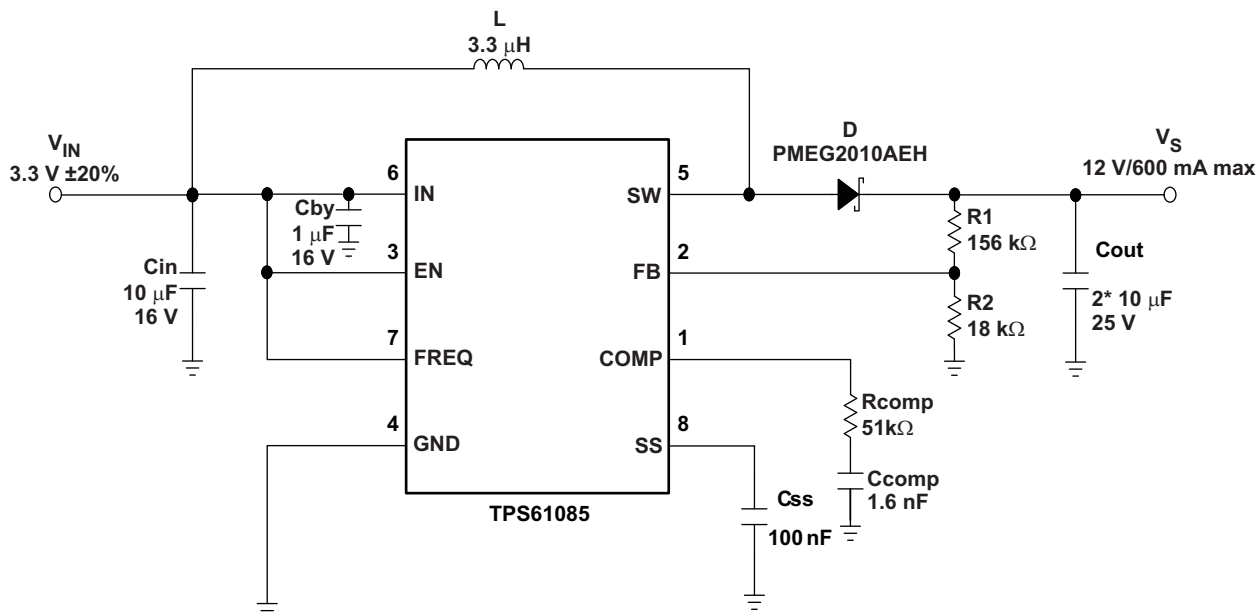 L
3.3 μH
VIN
3.3 V ±20%
D
PMEG2010AEH
VS
12 V/600 mA max
6
IN
SW
5
Cby
1 μF
16 V
R1
156 kΩ
3
EN
FB
2
Cin
10 μF
16 V
Cout
2* 10 μF
25 V
R2
18 kΩ
7
FREQ
COMP
1
Rcomp
51kΩ
4
GND
SS
8
Ccomp
1.6 nF
Css
100 nF
TPS61085